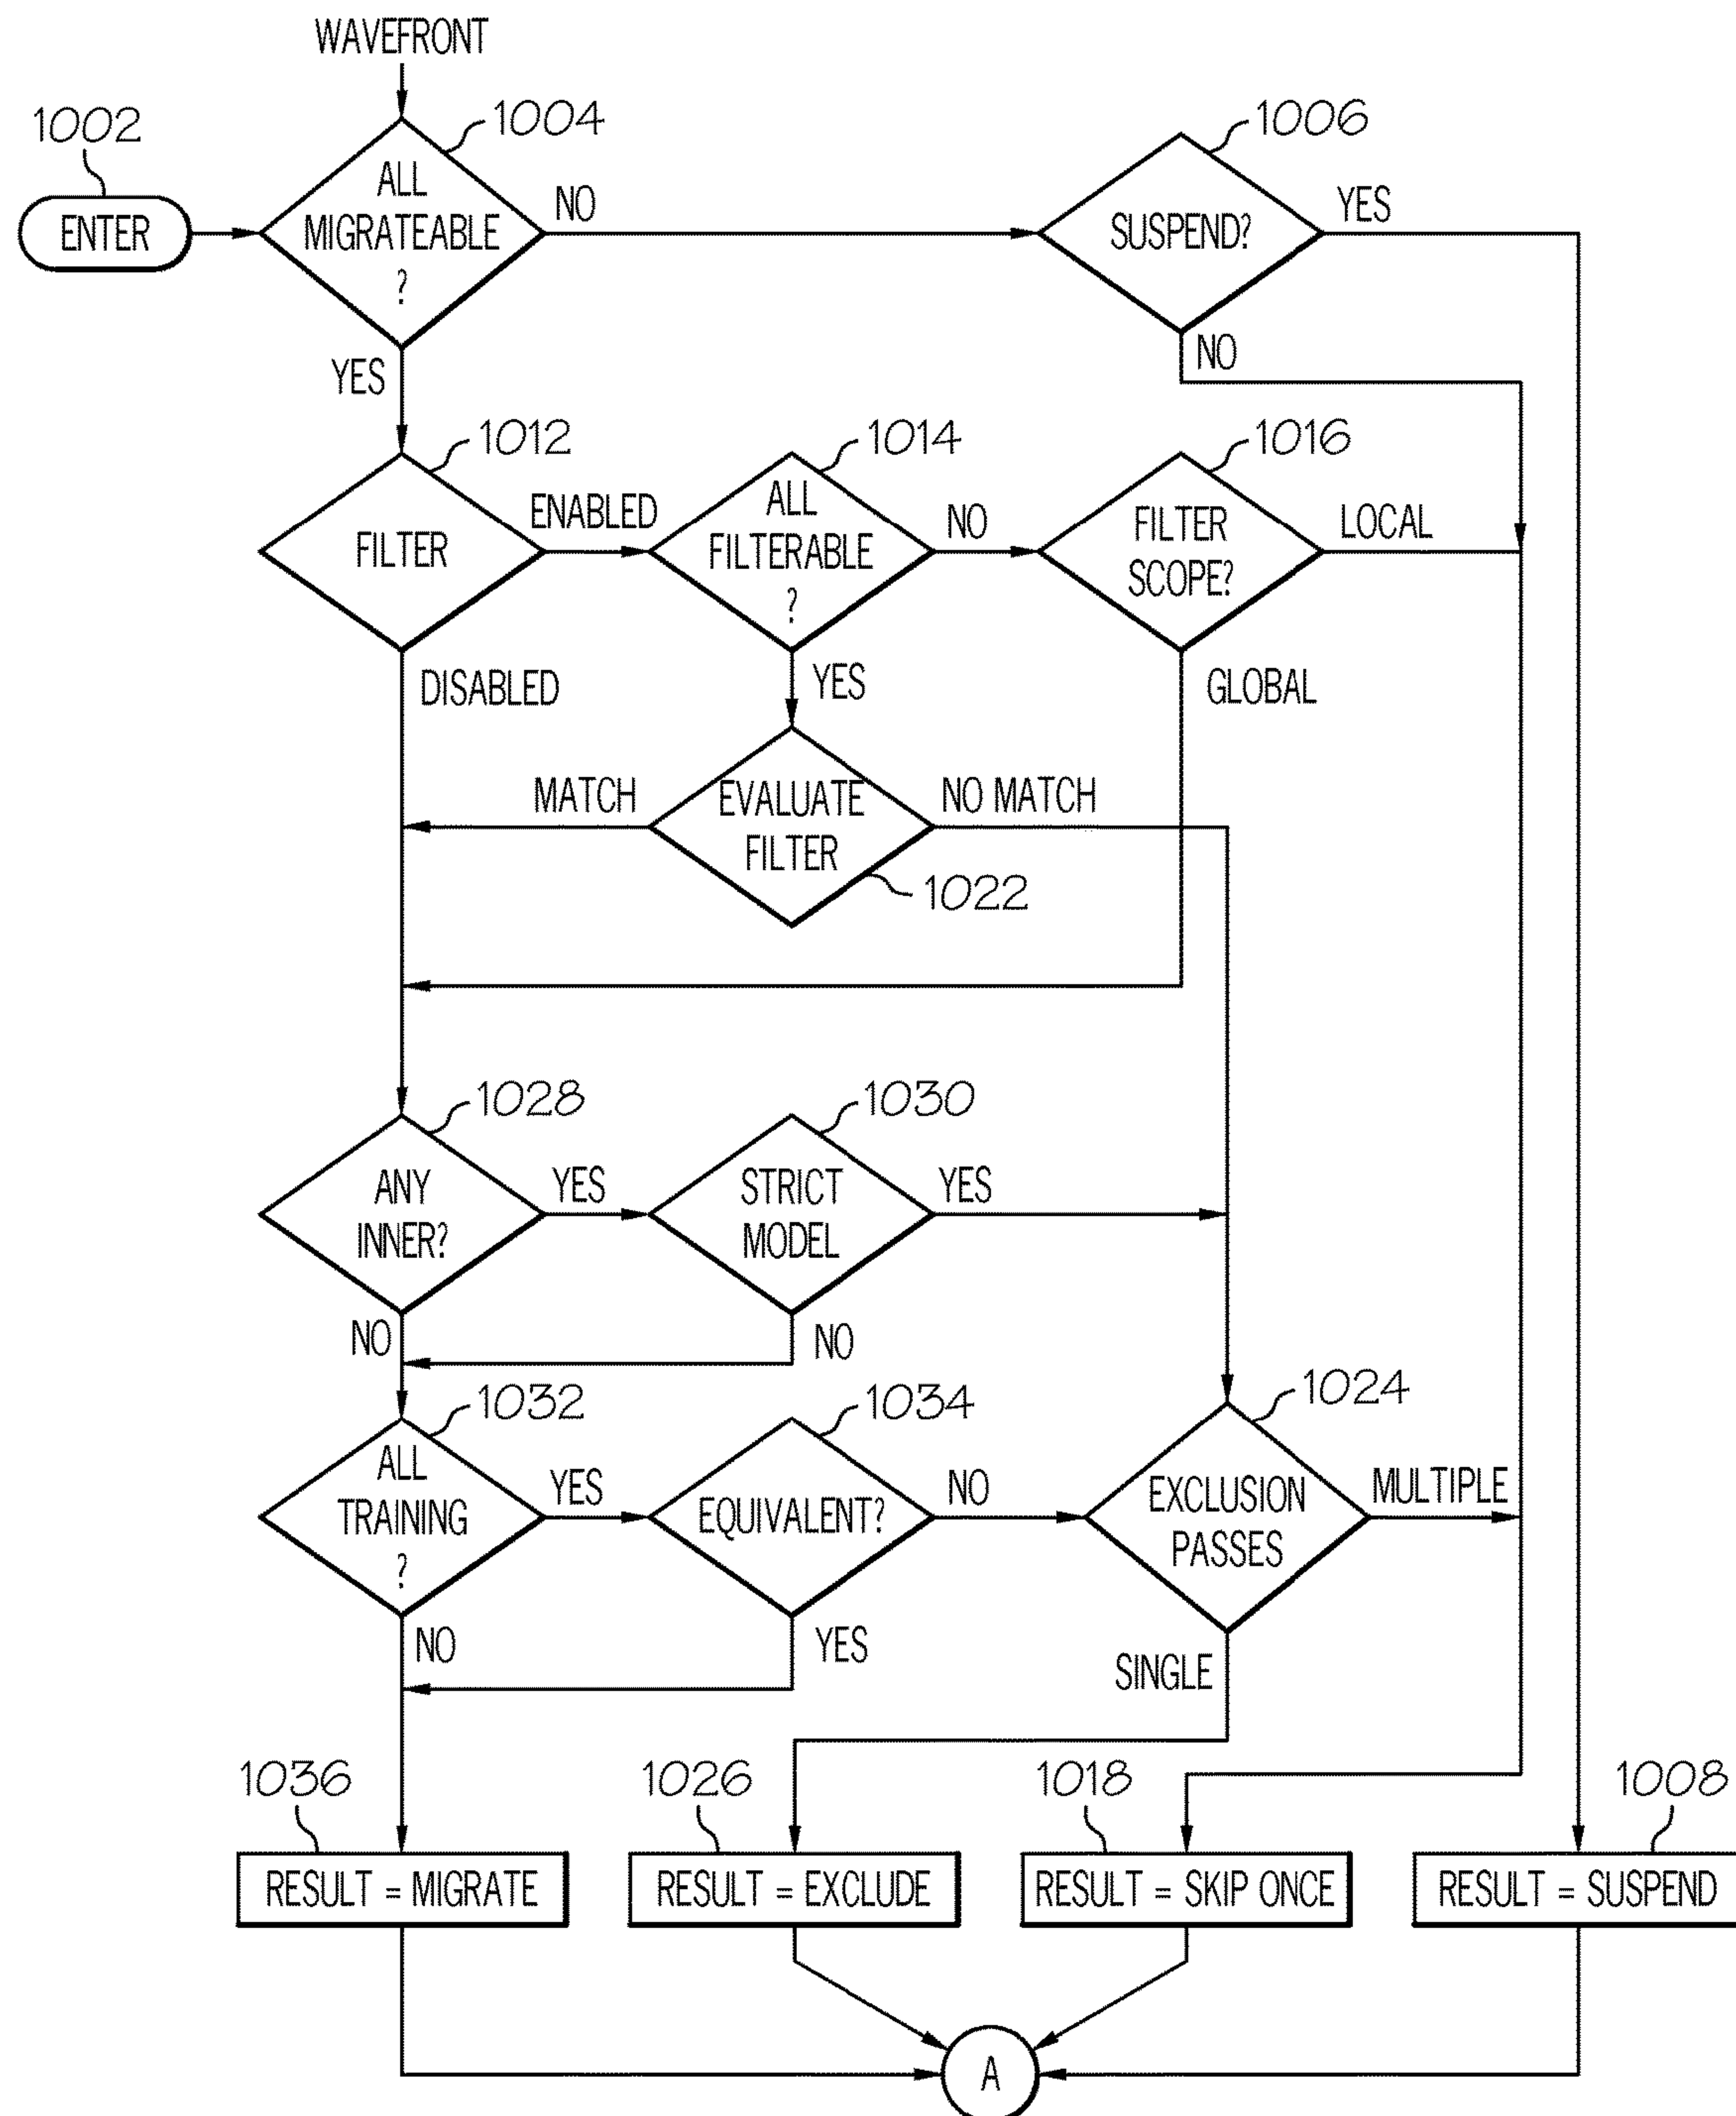 WAVEFRONT
1002
1004
1006
ENTER
ALL
MIGRATEABLE
?
NO
SUSPEND?
YES
YES
NO
1012
1014
1016
FILTER
ENABLED
ALL
FILTERABLE
?
NO
FILTER
SCOPE?
LOCAL
DISABLED
YES
GLOBAL
MATCH
EVALUATE
FILTER
NO MATCH
1022
1028
1030
ANY
INNER?
YES
STRICT
MODEL
YES
NO
NO
1032
1034
1024
ALL
TRAINING
?
YES
EQUIVALENT?
NO
EXCLUSION
PASSES
MULTIPLE
NO
YES
SINGLE
1036
1026
1018
1008
RESULT = MIGRATE
RESULT = EXCLUDE
RESULT = SKIP ONCE
RESULT = SUSPEND
A